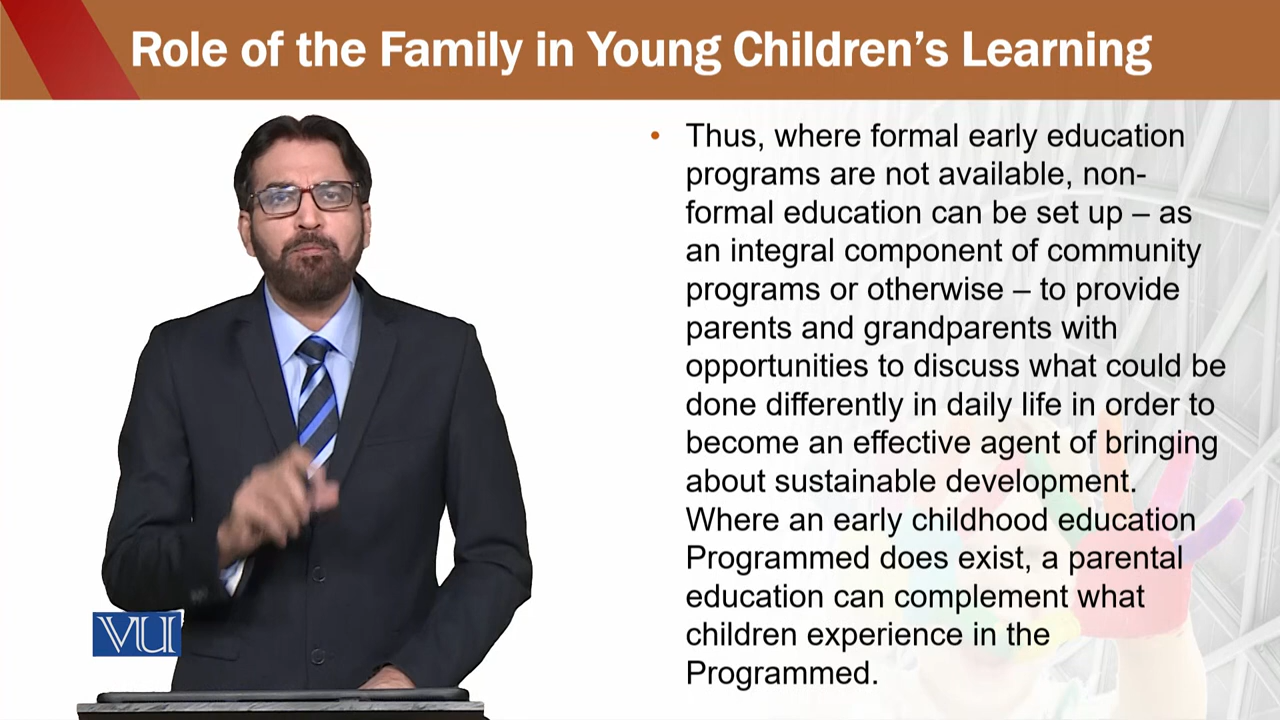 Role of the Family in Young Children's Learning
• Thus, where formal early education
programs are not available, non-
formal education can be set up – as
an integral component of community
programs or otherwise – to provide
parents and grandparents with
opportunities to discuss what could be
done differently in daily life in order to
become an effective agent of bringing
about sustainable development.
Where an early childhood education
Programmed does exist, a parental
education can complement what
children experience in the
Programmed.
VU